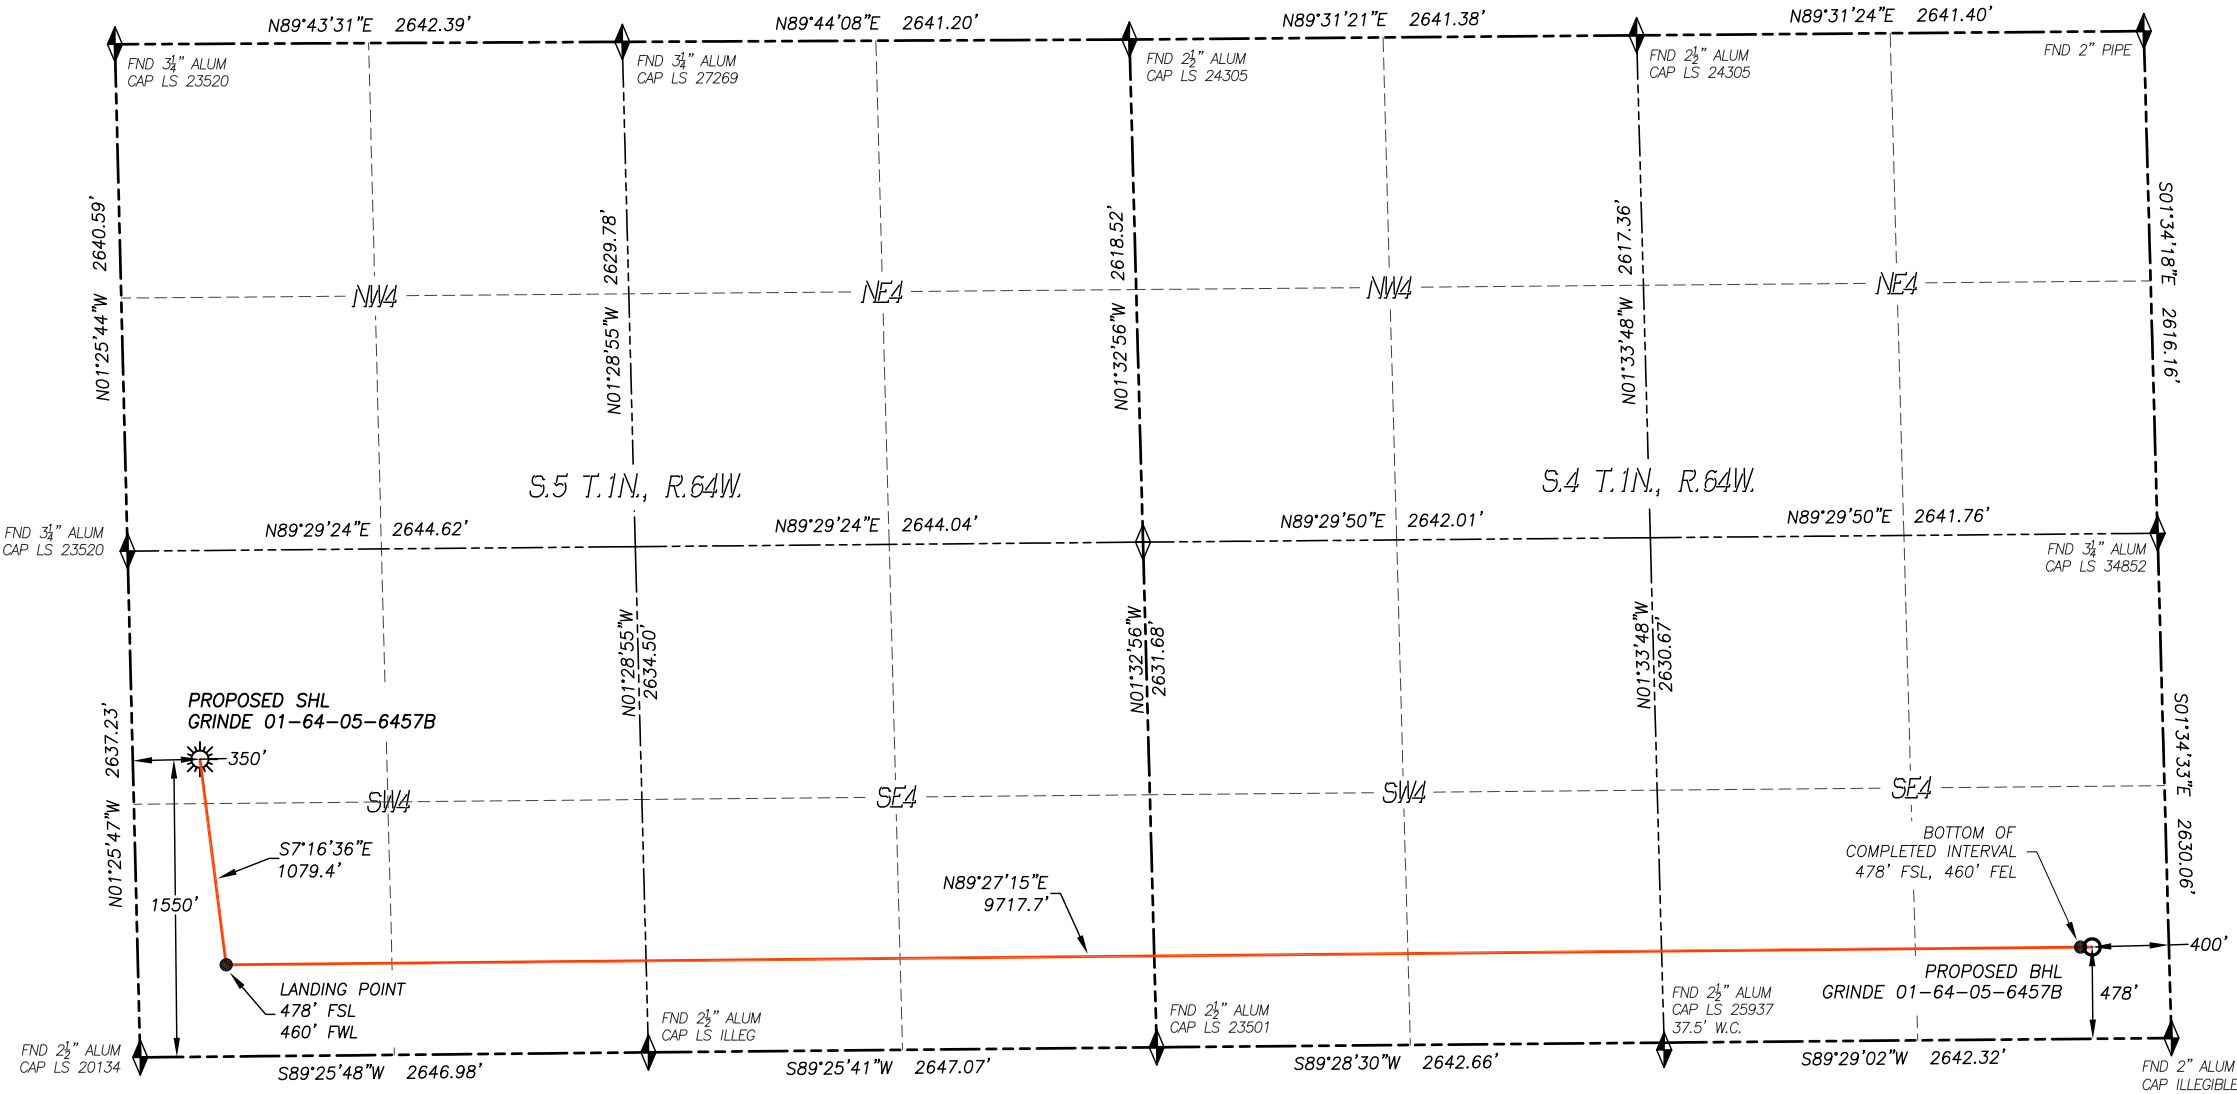 N89°43'31"E 2642.39'
N89°44'08"E 2641.20'
N89°31'21"E 2641.38'
N89°31'24"E 2641.40'
FND 3¼" ALUM
CAP LS 23520
FND 3¼" ALUM
CAP LS 27269
FND 2½" ALUM
CAP LS 24305
FND 2½" ALUM
CAP LS 24305
FND 2" PIPE
N01°25'44"W 2640.59'
N01°28'55"W 2629.78'
N01°32'56"W 2618.52'
N01°33'48"W 2617.36'
S01°34'18"E 2616.16'
NW4
NE4
NW4
NE4
S.5 T.1N., R.64W.
S.4 T.1N., R.64W.
N89°29'24"E 2644.62'
N89°29'24"E 2644.04'
N89°29'50"E 2642.01'
N89°29'50"E 2641.76'
FND 3¼" ALUM
CAP LS 23520
FND 3¼" ALUM
CAP LS 34852
N01°25'47"W 2637.23'
N01°28'55"W
2634.50'
N01°32'56"W
2631.68'
N01°33'48"W
2630.67'
S01°34'33"E 2630.06'
PROPOSED SHL
GRINDE 01-64-05-6457B
350'
SW4
SE4
SW4
SE4
S7°16'36"E
1079.4'
1550'
N89°27'15"E
9717.7'
BOTTOM OF
COMPLETED INTERVAL
478' FSL, 460' FEL
400'
LANDING POINT
478' FSL
460' FWL
PROPOSED BHL
GRINDE 01-64-05-6457B
478'
FND 2½" ALUM
CAP LS 20134
FND 2½" ALUM
CAP LS ILLEG
FND 2½" ALUM
CAP LS 23501
FND 2½" ALUM
CAP LS 25937
37.5' W.C.
FND 2" ALUM
CAP ILLEGIBLE
S89°25'48"W 2646.98'
S89°25'41"W 2647.07'
S89°28'30"W 2642.66'
S89°29'02"W 2642.32'